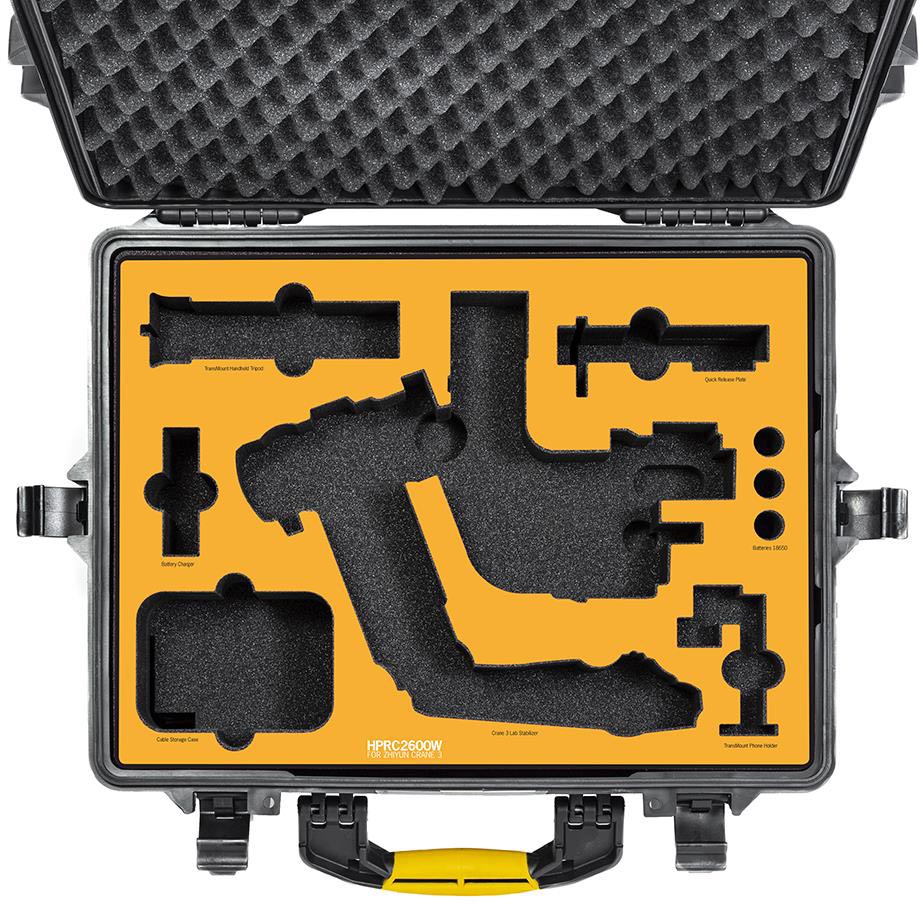 TransMount Handheld Tripod
Quick Release Plate
Batteries 18650
Battery Charger
Cable Storage Case
Crane 3 Lab Stabilizer
TransMount Phone Holder
HPRC2600W
FOR ZHIYUN CRANE 3